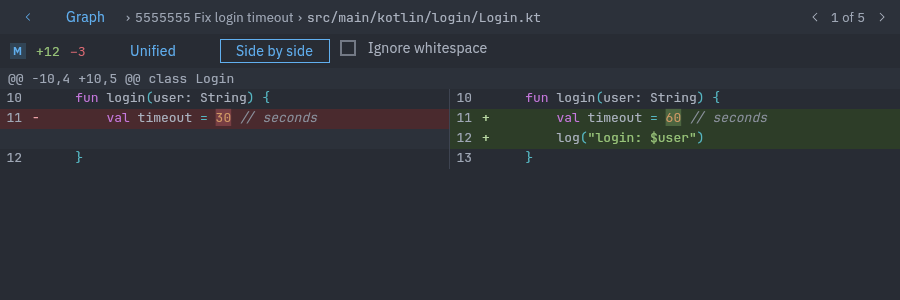 ‹ Graph › 5555555 Fix login timeout › src/main/kotlin/login/Login.kt ‹ 1 of 5 ›
M +12 −3 Unified Side by side Ignore whitespace
@@ -10,4 +10,5 @@ class Login
10 fun login(user: String) { 10 fun login(user: String) {
11 - val timeout = 30 // seconds 11 + val timeout = 60 // seconds
12 + log("login: $user")
12 } 13 }